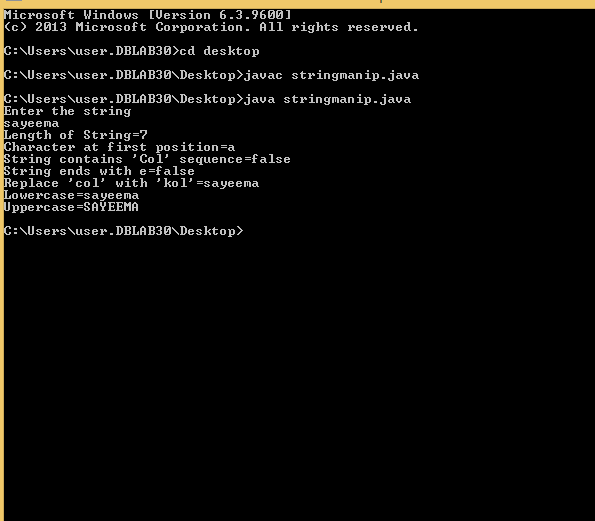 Microsoft Windows [Version 6.3.9600]
(c) 2013 Microsoft Corporation. All rights reserved.
C:\Users\user.DBLAB30>cd desktop
C:\Users\user.DBLAB30\Desktop>javac stringmanip.java
C:\Users\user.DBLAB30\Desktop>java stringmanip.java
Enter the string
sayeema
Length of String=7
Character at first position=a
String contains 'Col' sequence=false
String ends with e=false
Replace 'col' with 'kol'=sayeema
Lowercase=sayeema
Uppercase=SAYEEMA
C:\Users\user.DBLAB30\Desktop>